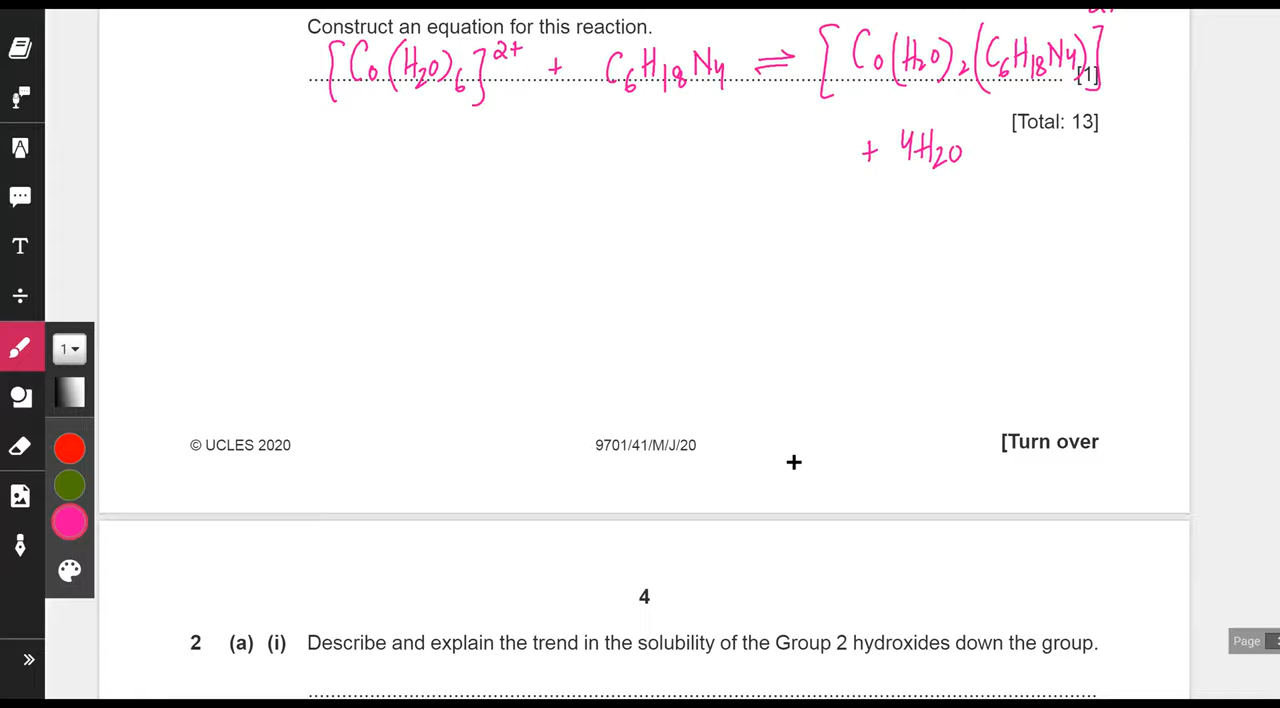 Construct an equation for this reaction.
[Co(H2O)6]2+ + C6H18N4 ⇌ [Co(H2O)2(C6H18N4)] [1]
[Total: 13]
+ 4H2O
T
÷
1
© UCLES 2020 9701/41/M/J/20 [Turn over
4
2 (a) (i) Describe and explain the trend in the solubility of the Group 2 hydroxides down the group.
Page